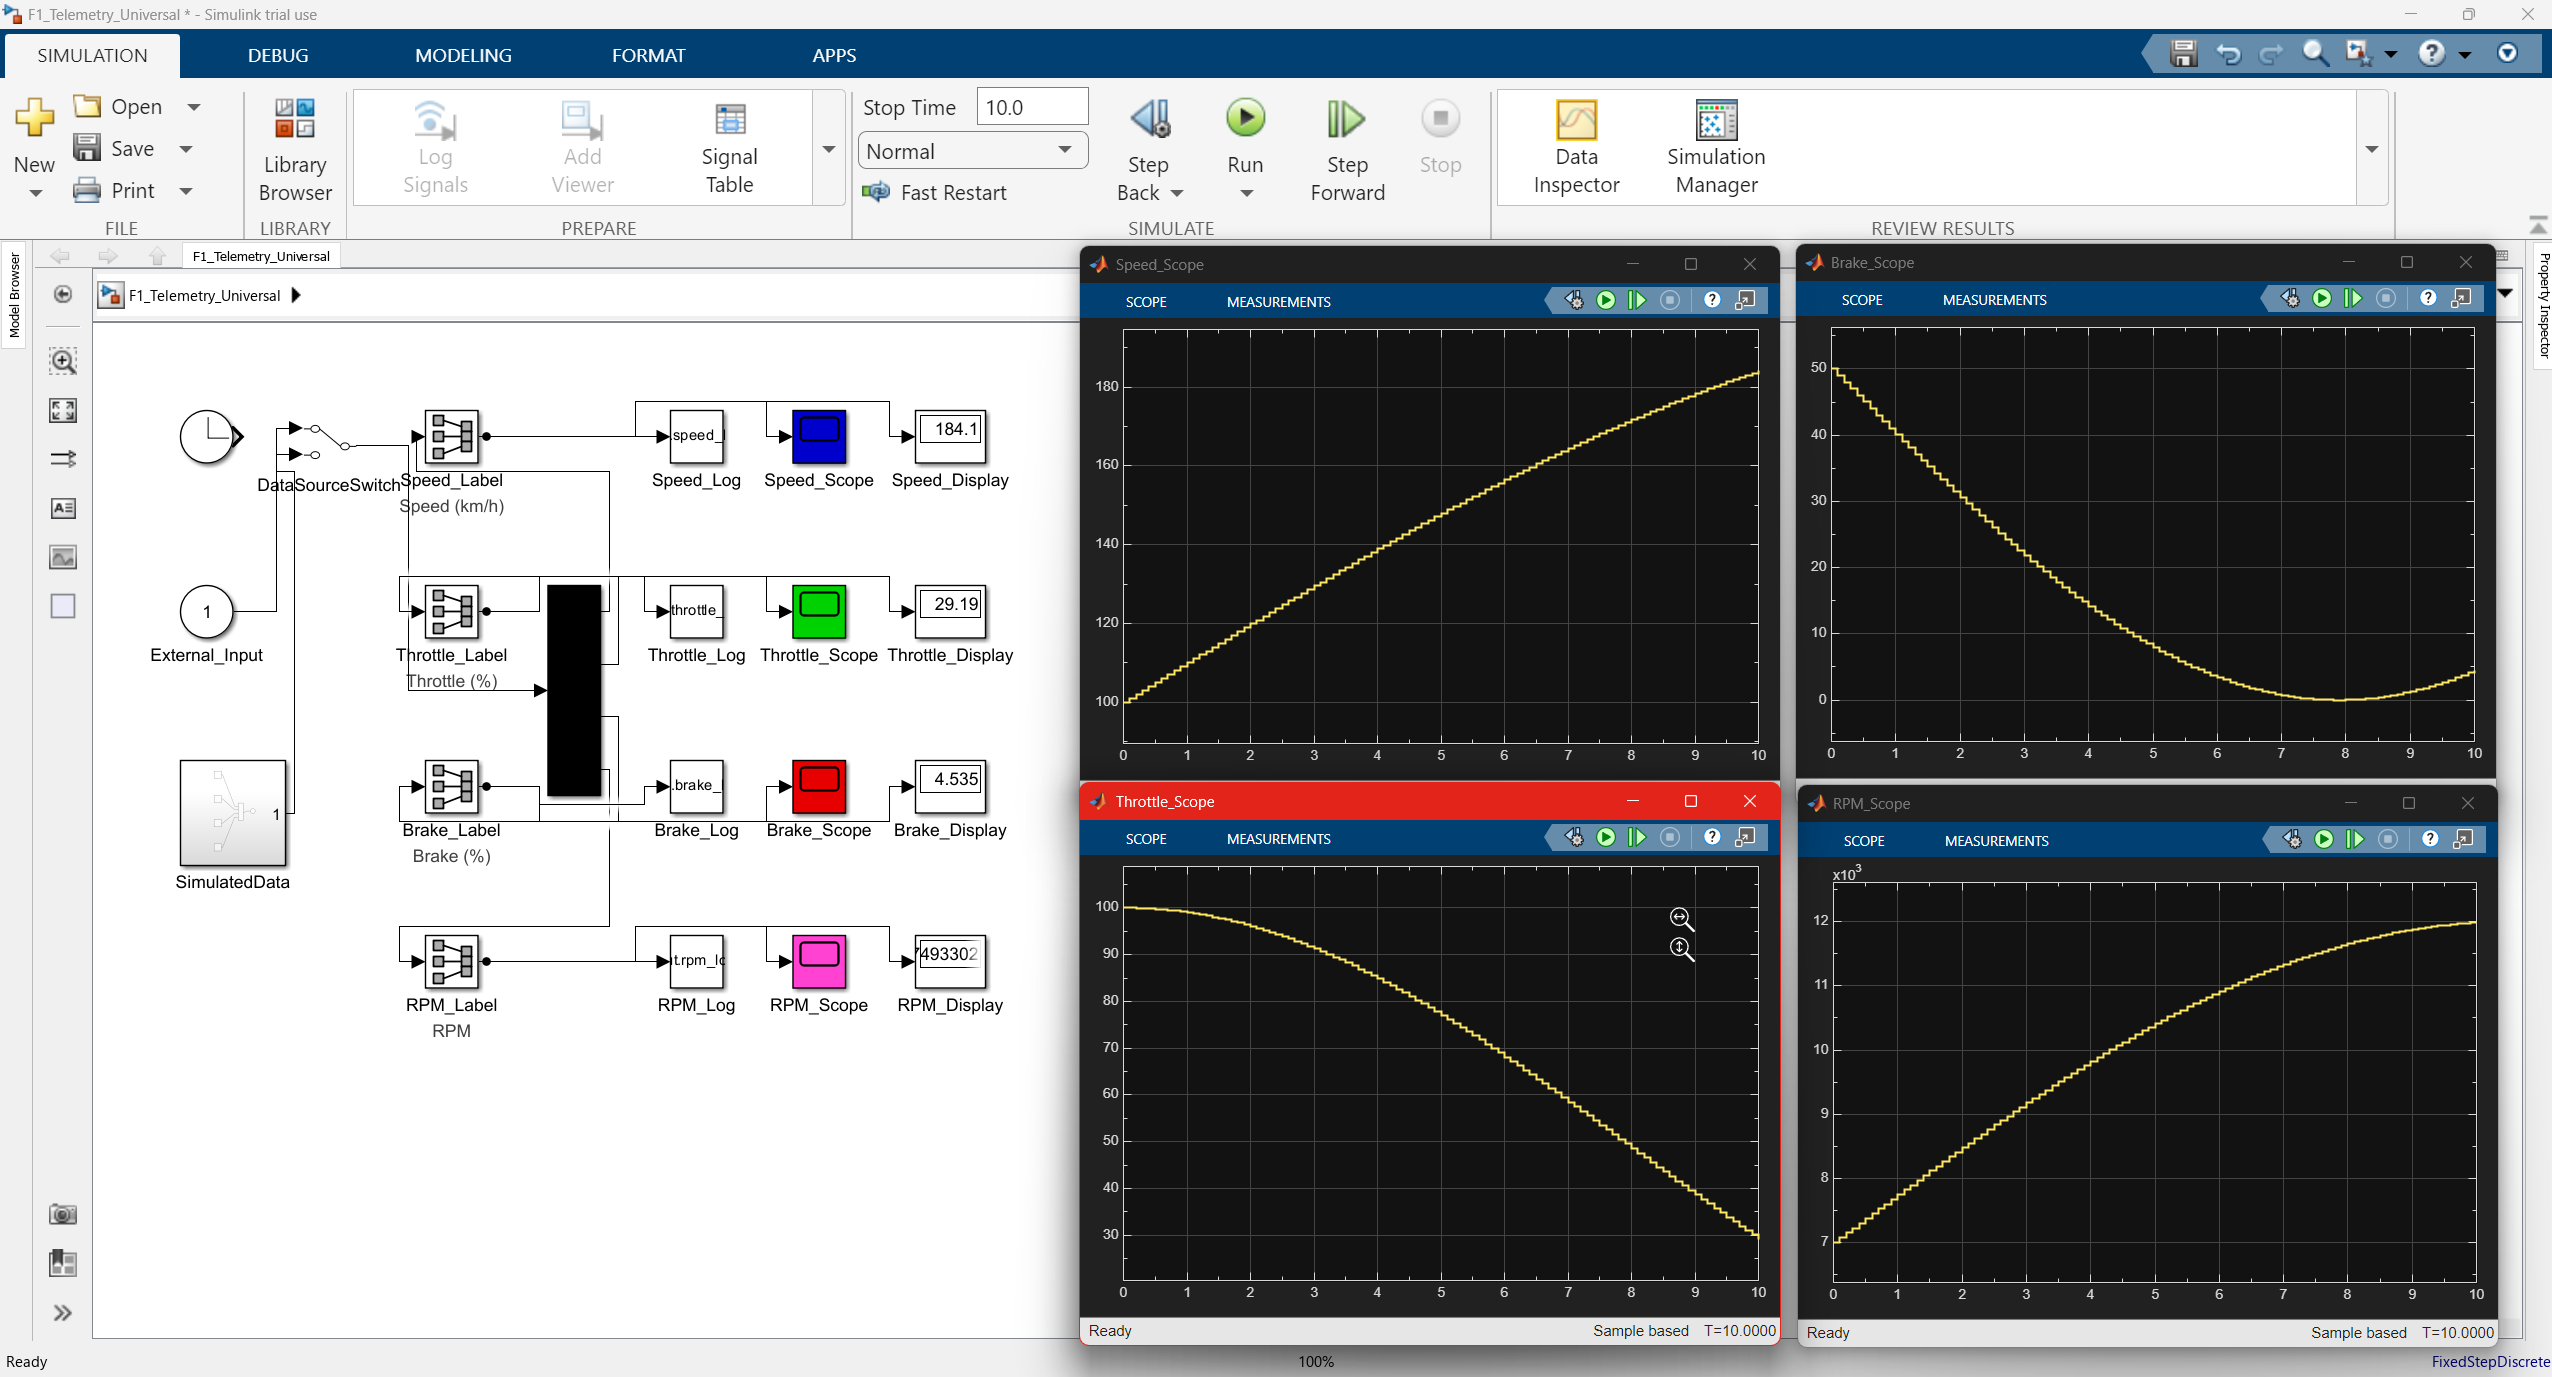 F1_Telemetry_Universal * - Simulink trial use
SIMULATION DEBUG MODELING FORMAT APPS
New
Open
Save
Print
FILE
Library Browser
LIBRARY
Log Signals
Add Viewer
Signal Table
PREPARE
Stop Time 10.0
Normal
Fast Restart
Step Back
Run
Step Forward
Stop
SIMULATE
Data Inspector
Simulation Manager
REVIEW RESULTS
Model Browser
Property Inspector
F1_Telemetry_Universal
F1_Telemetry_Universal
DataSourceSwitch
Speed_Label
Speed (km/h)
speed_l
Speed_Log
Speed_Scope
184.1
Speed_Display
1
External_Input
Throttle_Label
Throttle (%)
throttle_
Throttle_Log
Throttle_Scope
29.19
Throttle_Display
1
SimulatedData
Brake_Label
Brake (%)
.brake_l
Brake_Log
Brake_Scope
4.535
Brake_Display
RPM_Label
RPM
t.rpm_lo
RPM_Log
RPM_Scope
7493302
RPM_Display
Speed_Scope
SCOPE MEASUREMENTS
180
160
140
120
100
0 1 2 3 4 5 6 7 8 9 10
Brake_Scope
SCOPE MEASUREMENTS
50
40
30
20
10
0
0 1 2 3 4 5 6 7 8 9 10
Throttle_Scope
SCOPE MEASUREMENTS
100
90
80
70
60
50
40
30
0 1 2 3 4 5 6 7 8 9 10
Ready Sample based T=10.0000
RPM_Scope
SCOPE MEASUREMENTS
x10³
12
11
10
9
8
7
0 1 2 3 4 5 6 7 8 9 10
Ready Sample based T=10.0000
Ready 100% FixedStepDiscrete